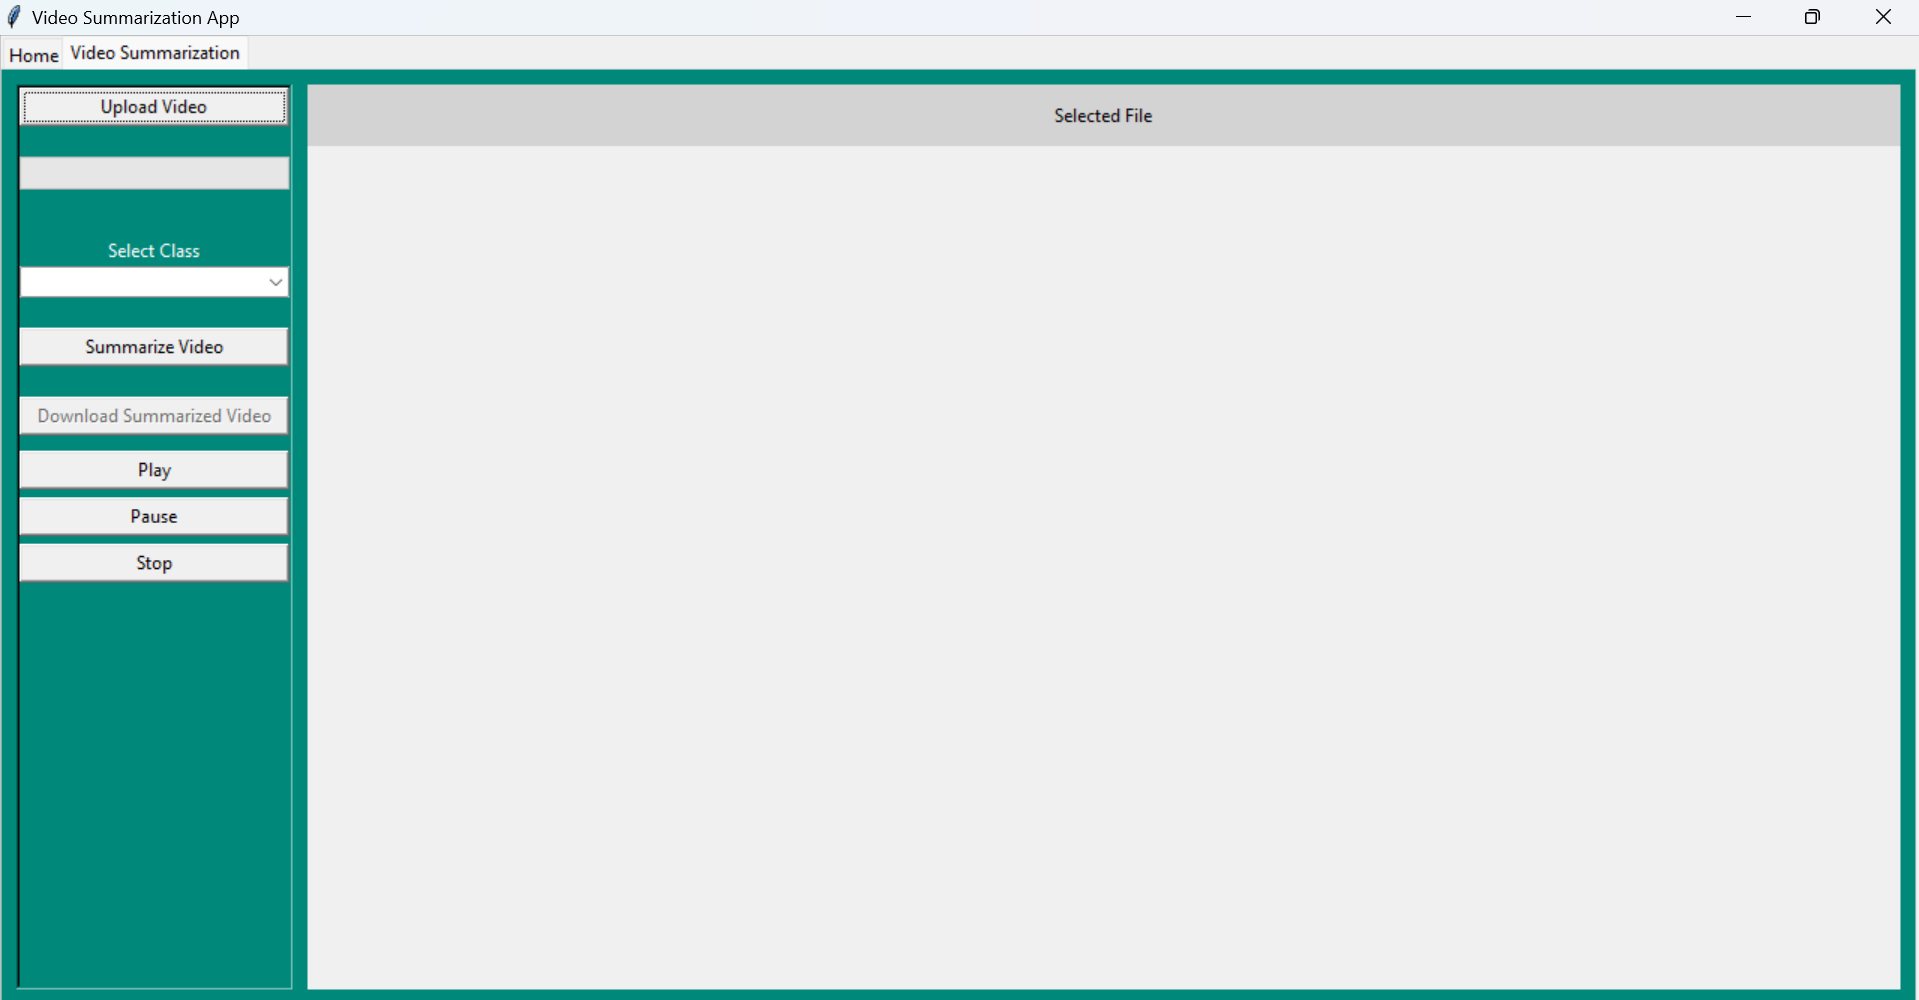 Video Summarization App
Home Video Summarization
Upload Video
Selected File
Select Class
Summarize Video
Download Summarized Video
Play
Pause
Stop